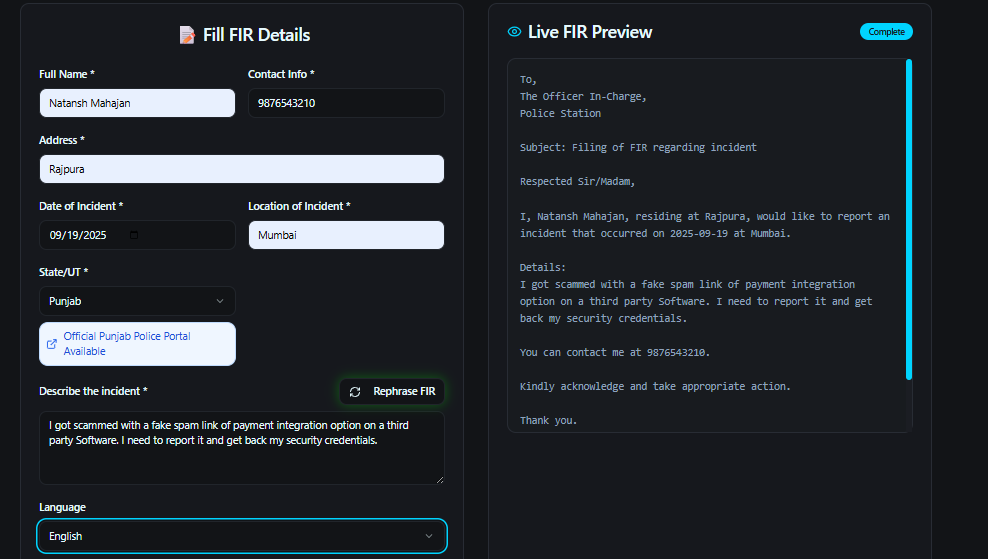 Fill FIR Details
Full Name *
Contact Info *
Natansh Mahajan
9876543210
Address *
Rajpura
Date of Incident *
Location of Incident *
09/19/2025
Mumbai
State/UT *
Punjab
Official Punjab Police Portal
Available
Describe the incident *
Rephrase FIR
I got scammed with a fake spam link of payment integration option on a third
party Software. I need to report it and get back my security credentials.
Language
English
Live FIR Preview
Complete
To,
The Officer In-Charge,
Police Station
Subject: Filing of FIR regarding incident
Respected Sir/Madam,
I, Natansh Mahajan, residing at Rajpura, would like to report an
incident that occurred on 2025-09-19 at Mumbai.
Details:
I got scammed with a fake spam link of payment integration
option on a third party Software. I need to report it and get
back my security credentials.
You can contact me at 9876543210.
Kindly acknowledge and take appropriate action.
Thank you.